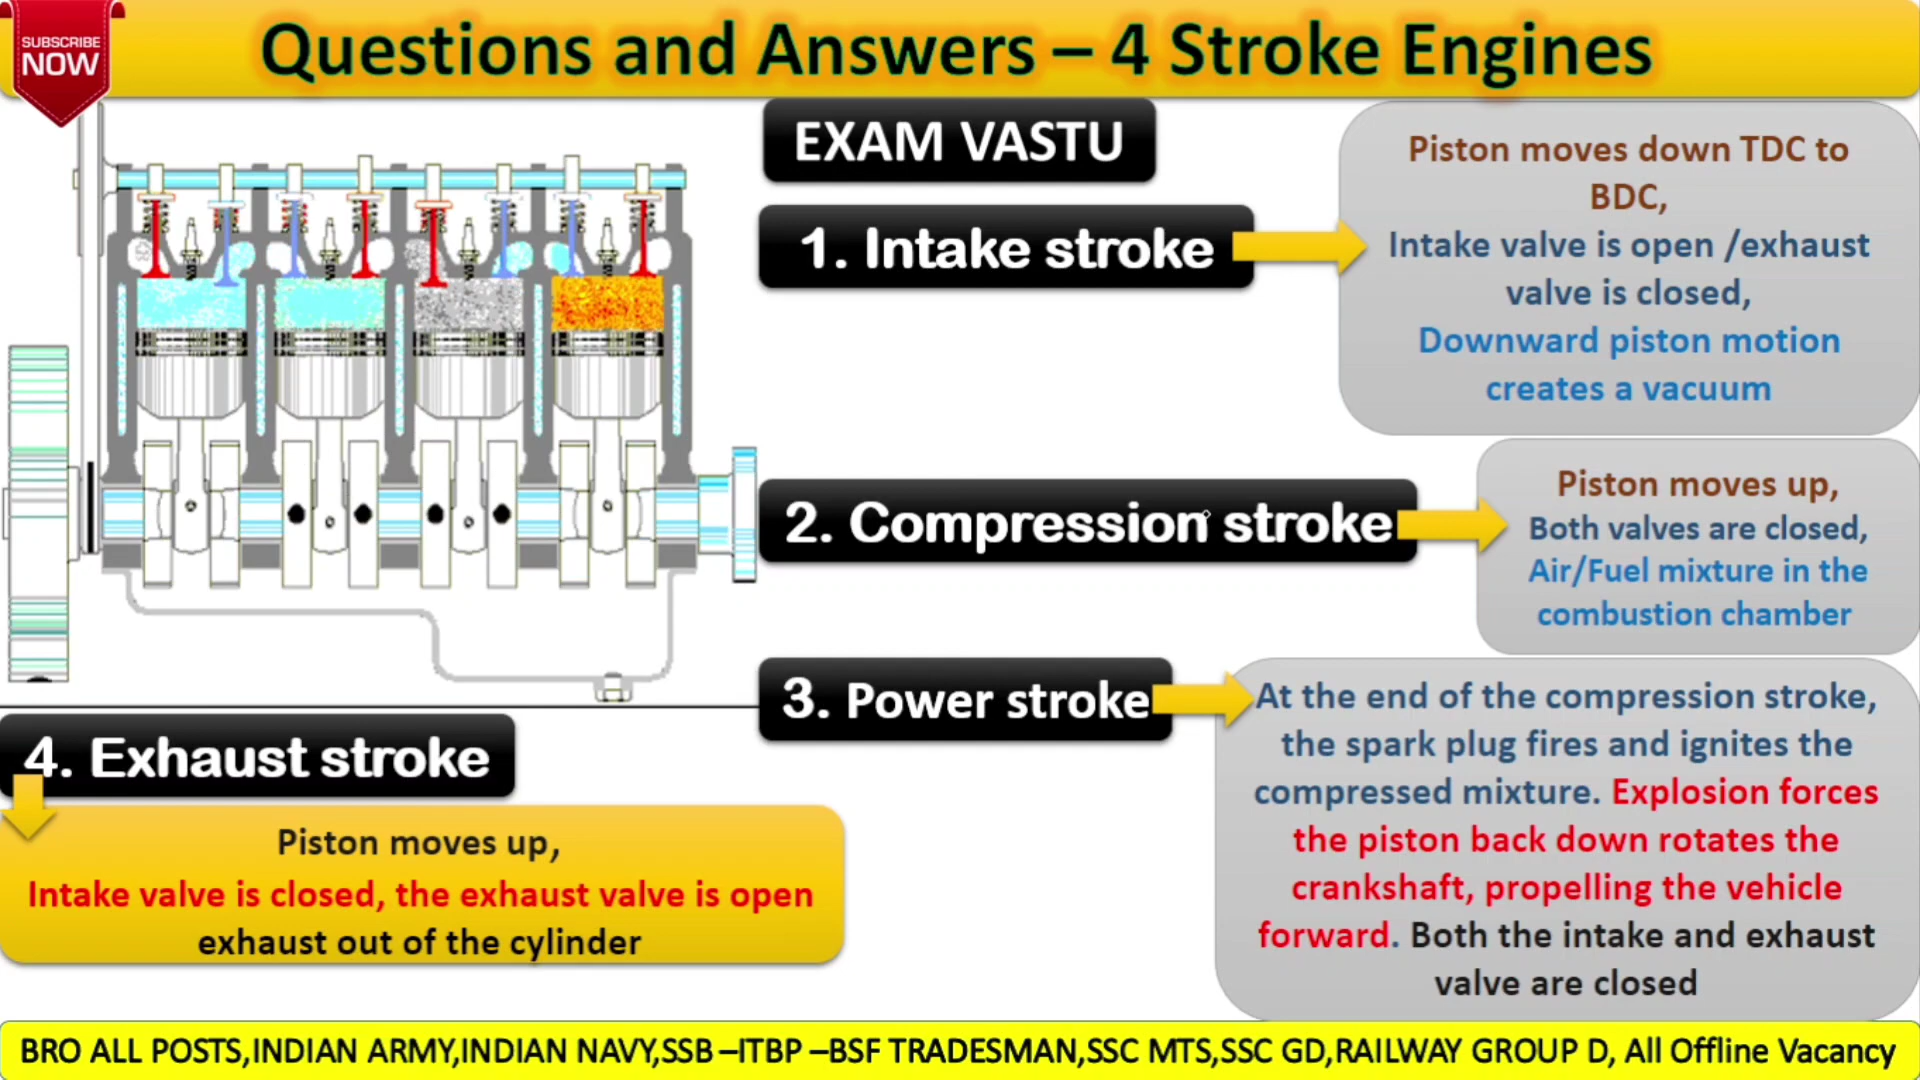 SUBSCRIBE
NOW
Questions and Answers – 4 Stroke Engines
EXAM VASTU
1. Intake stroke
Piston moves down TDC to
BDC,
Intake valve is open /exhaust
valve is closed,
Downward piston motion
creates a vacuum
2. Compression stroke
Piston moves up,
Both valves are closed,
Air/Fuel mixture in the
combustion chamber
3. Power stroke
At the end of the compression stroke,
the spark plug fires and ignites the
compressed mixture. Explosion forces
the piston back down rotates the
crankshaft, propelling the vehicle
forward. Both the intake and exhaust
valve are closed
4. Exhaust stroke
Piston moves up,
Intake valve is closed, the exhaust valve is open
exhaust out of the cylinder
BRO ALL POSTS,INDIAN ARMY,INDIAN NAVY,SSB –ITBP –BSF TRADESMAN,SSC MTS,SSC GD,RAILWAY GROUP D, All Offline Vacancy